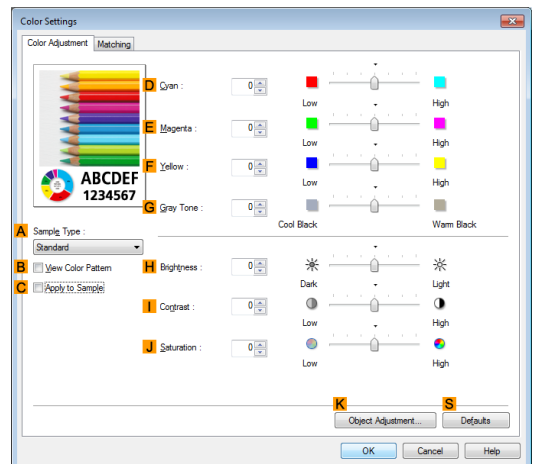 Color Settings
Color Adjustment Matching
D Cyan : 0
Low High
E Magenta : 0
Low High
F Yellow : 0
Low High
ABCDEF
1234567
G Gray Tone : 0
Cool Black Warm Black
A Sample Type :
Standard
B View Color Pattern
C Apply to Sample
H Brightness : 0
Dark Light
I Contrast : 0
Low High
J Saturation : 0
Low High
K S
Object Adjustment... Defaults
OK Cancel Help